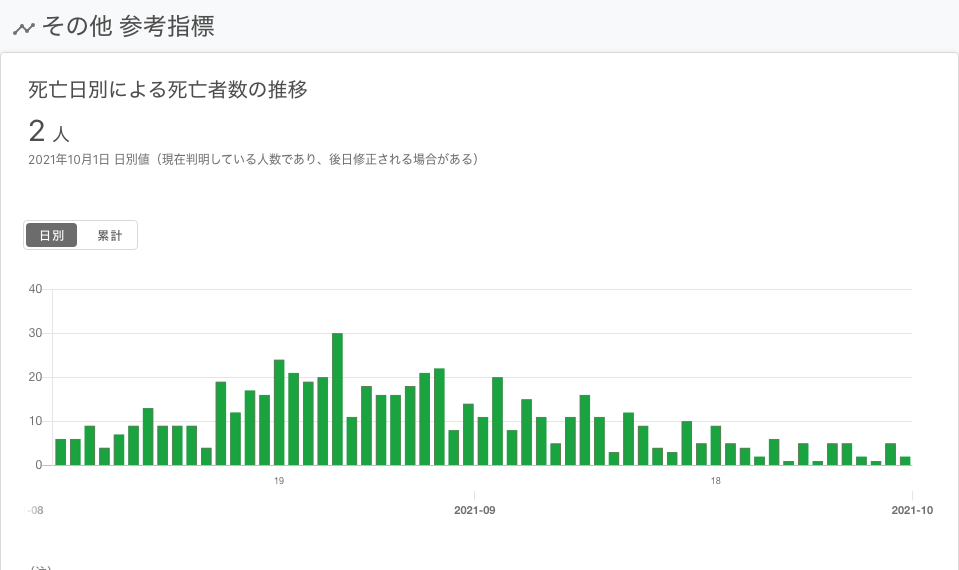 その他 参考指標
死亡日別による死亡者数の推移
2 人
2021年10月1日 日別値（現在判明している人数であり、後日修正される場合がある）
日別 累計
40
30
20
10
0
19 18
-08 2021-09 2021-10